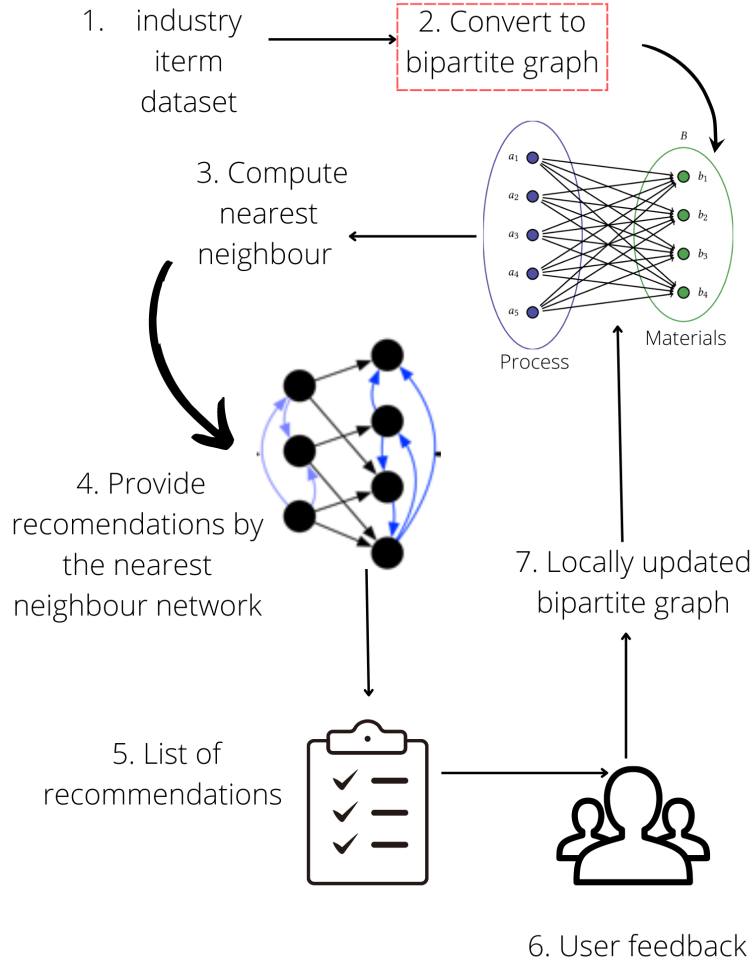 1. industry
iterm
dataset
2. Convert to
bipartite graph
B
a1
a2
a3
a4
a5
b1
b2
b3
b4
Process
Materials
3. Compute
nearest
neighbour
4. Provide
recomendations by
the nearest
neighbour network
5. List of
recommendations
6. User feedback
7. Locally updated
bipartite graph